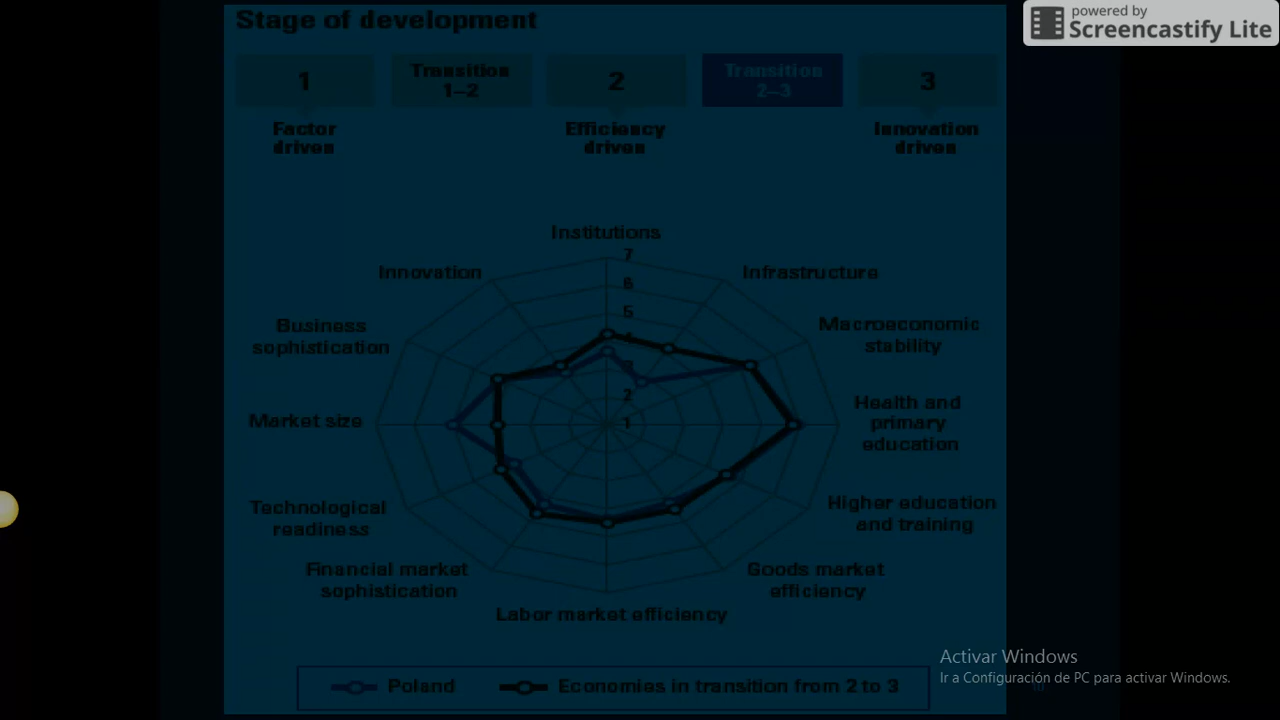 powered by
Screencastify Lite
Stage of development
1
Transition
1–2
2
Transition
2–3
3
Factor
driven
Efficiency
driven
Innovation
driven
Institutions
7
6
5
4
3
2
1
Innovation
Infrastructure
Business
sophistication
Macroeconomic
stability
Market size
Health and
primary
education
Technological
readiness
Higher education
and training
Financial market
sophistication
Goods market
efficiency
Labor market efficiency
Poland
Economies in transition from 2 to 3
Activar Windows
Ir a Configuración de PC para activar Windows.